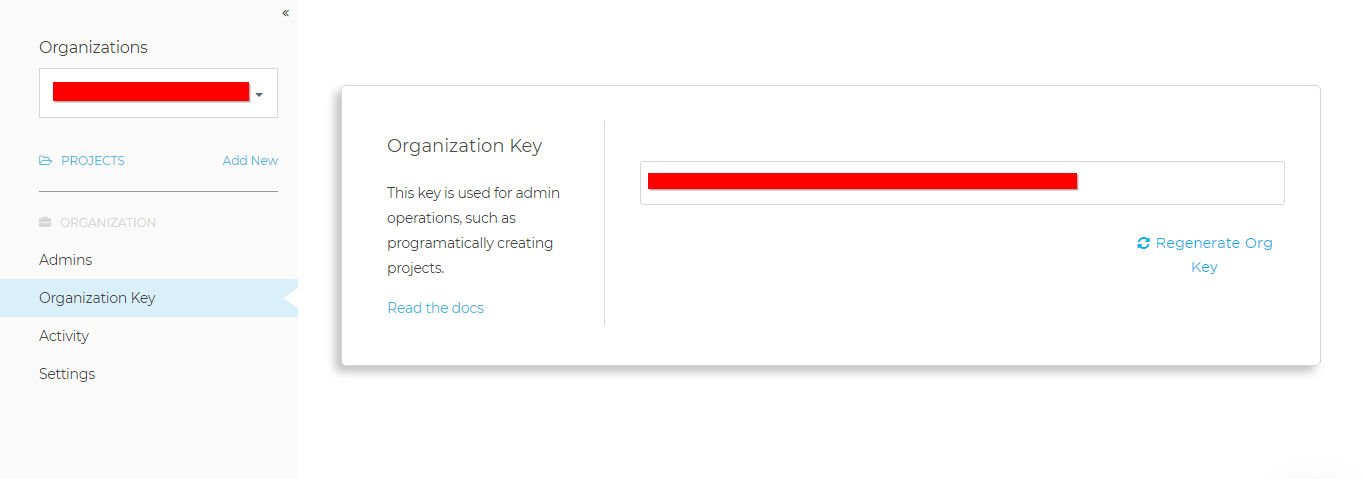 «
Organizations
PROJECTS Add New
ORGANIZATION
Admins
Organization Key
Activity
Settings
Organization Key
This key is used for admin
operations, such as
programatically creating
projects.
Read the docs
Regenerate Org
Key